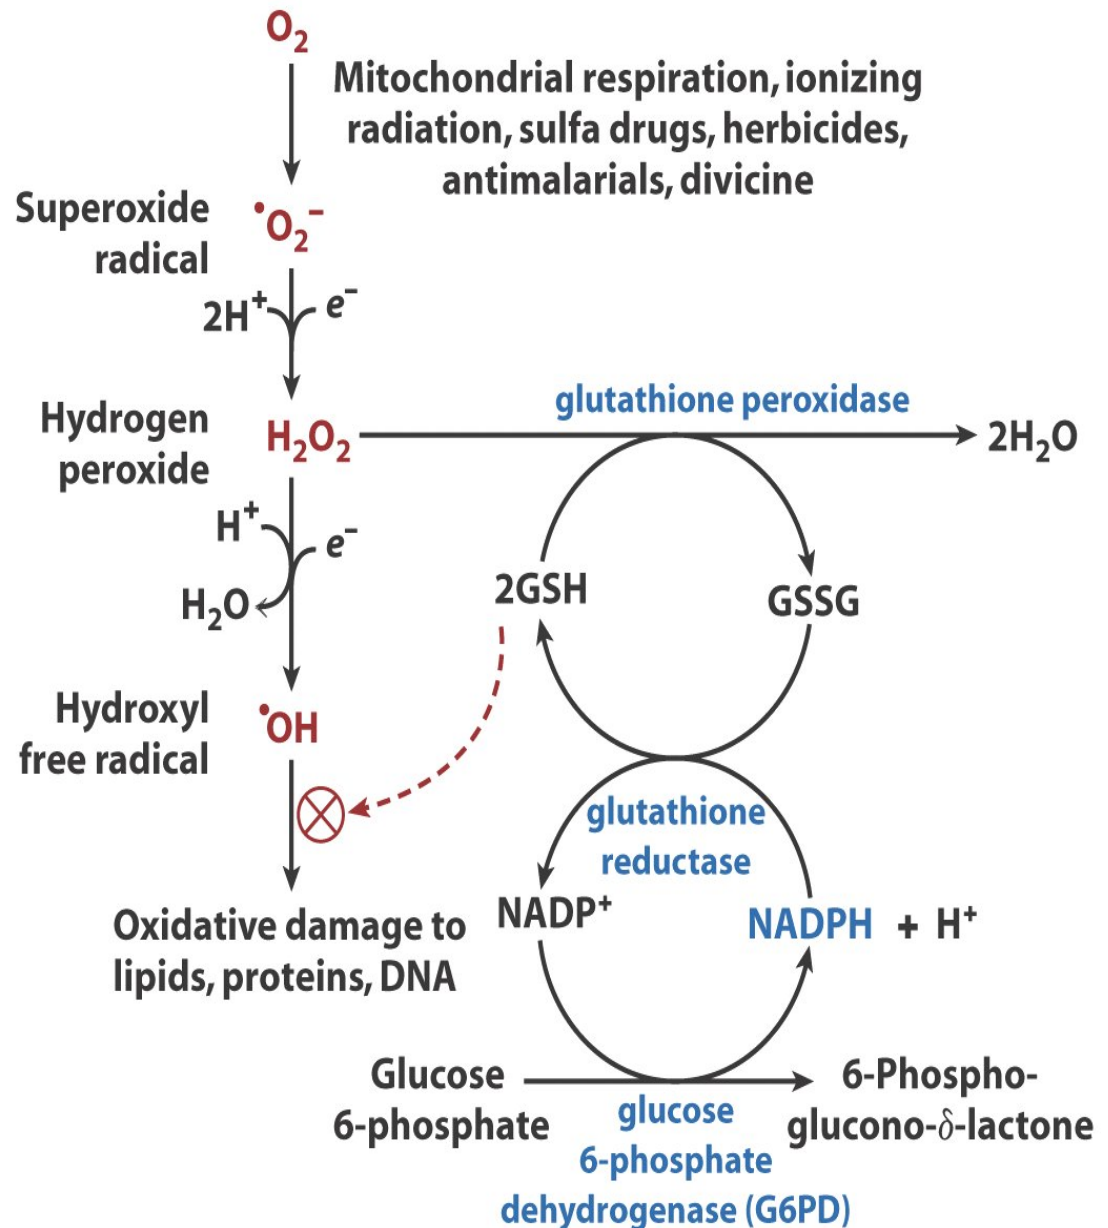 O₂
Mitochondrial respiration, ionizing
radiation, sulfa drugs, herbicides,
antimalarials, divicine
Superoxide
radical
•O₂⁻
2H⁺
e⁻
Hydrogen
peroxide
H₂O₂
glutathione peroxidase
2H₂O
H⁺
e⁻
H₂O
2GSH
GSSG
Hydroxyl
free radical
•OH
glutathione
reductase
Oxidative damage to
lipids, proteins, DNA
NADP⁺
NADPH + H⁺
Glucose
6-phosphate
glucose
6-phosphate
dehydrogenase (G6PD)
6-Phospho-
glucono-δ-lactone